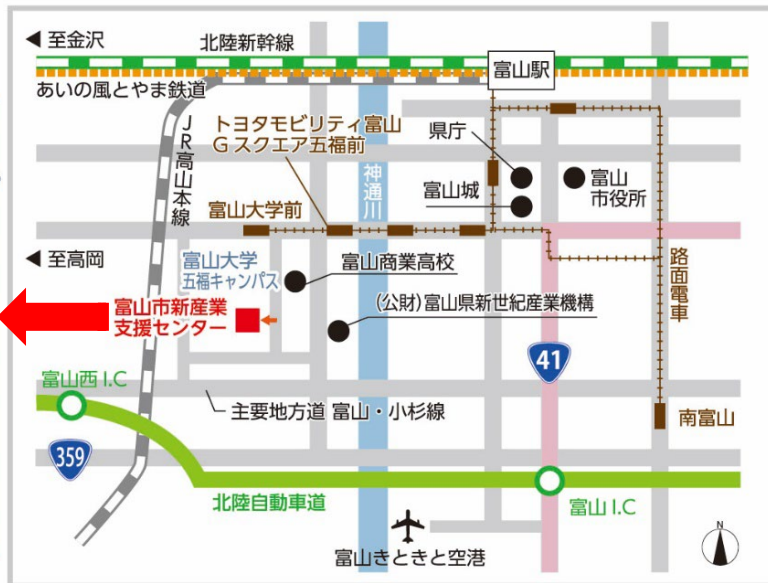 ◀ 至金沢
北陸新幹線
富山駅
あいの風とやま鉄道
JR高山本線
トヨタモビリティ富山
Gスクエア五福前
県庁
神通川
富山城
富山
市役所
富山大学前
◀ 至高岡
富山大学
五福キャンパス
富山商業高校
路面電車
富山市新産業
支援センター
(公財)富山県新世紀産業機構
41
富山西I.C
主要地方道 富山・小杉線
南富山
359
北陸自動車道
富山I.C
N
富山きときと空港